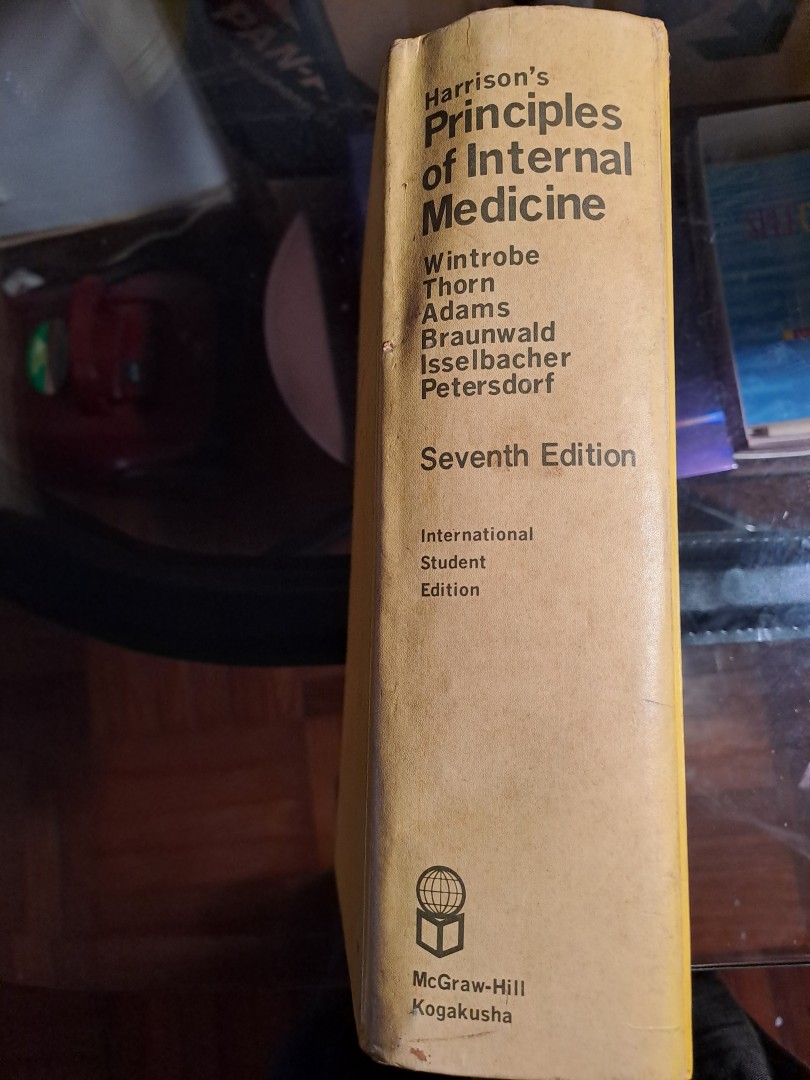 Harrison's
Principles
of Internal
Medicine
Wintrobe
Thorn
Adams
Braunwald
Isselbacher
Petersdorf
Seventh Edition
International
Student
Edition
McGraw-Hill
Kogakusha